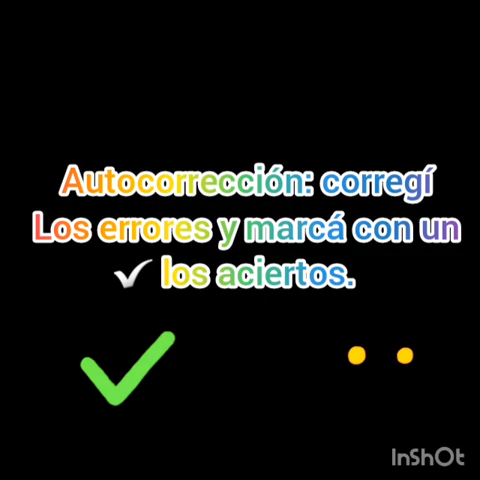 Autocorrección: corregí
Los errores y marcá con un
✓ los aciertos.
InShOt